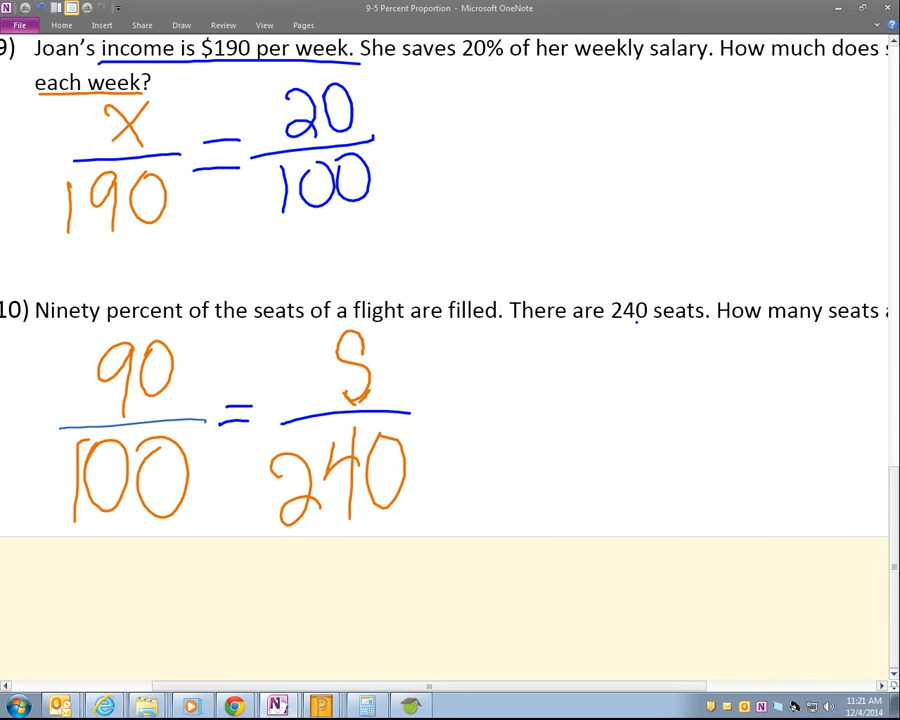 9-5 Percent Proportion - Microsoft OneNote
File Home Insert Share Draw Review View Pages
9) Joan's income is $190 per week. She saves 20% of her weekly salary. How much does s
each week?
x 20
=
190 100
10) Ninety percent of the seats of a flight are filled. There are 240 seats. How many seats a
90 S
=
100 240
11:21 AM
12/4/2014